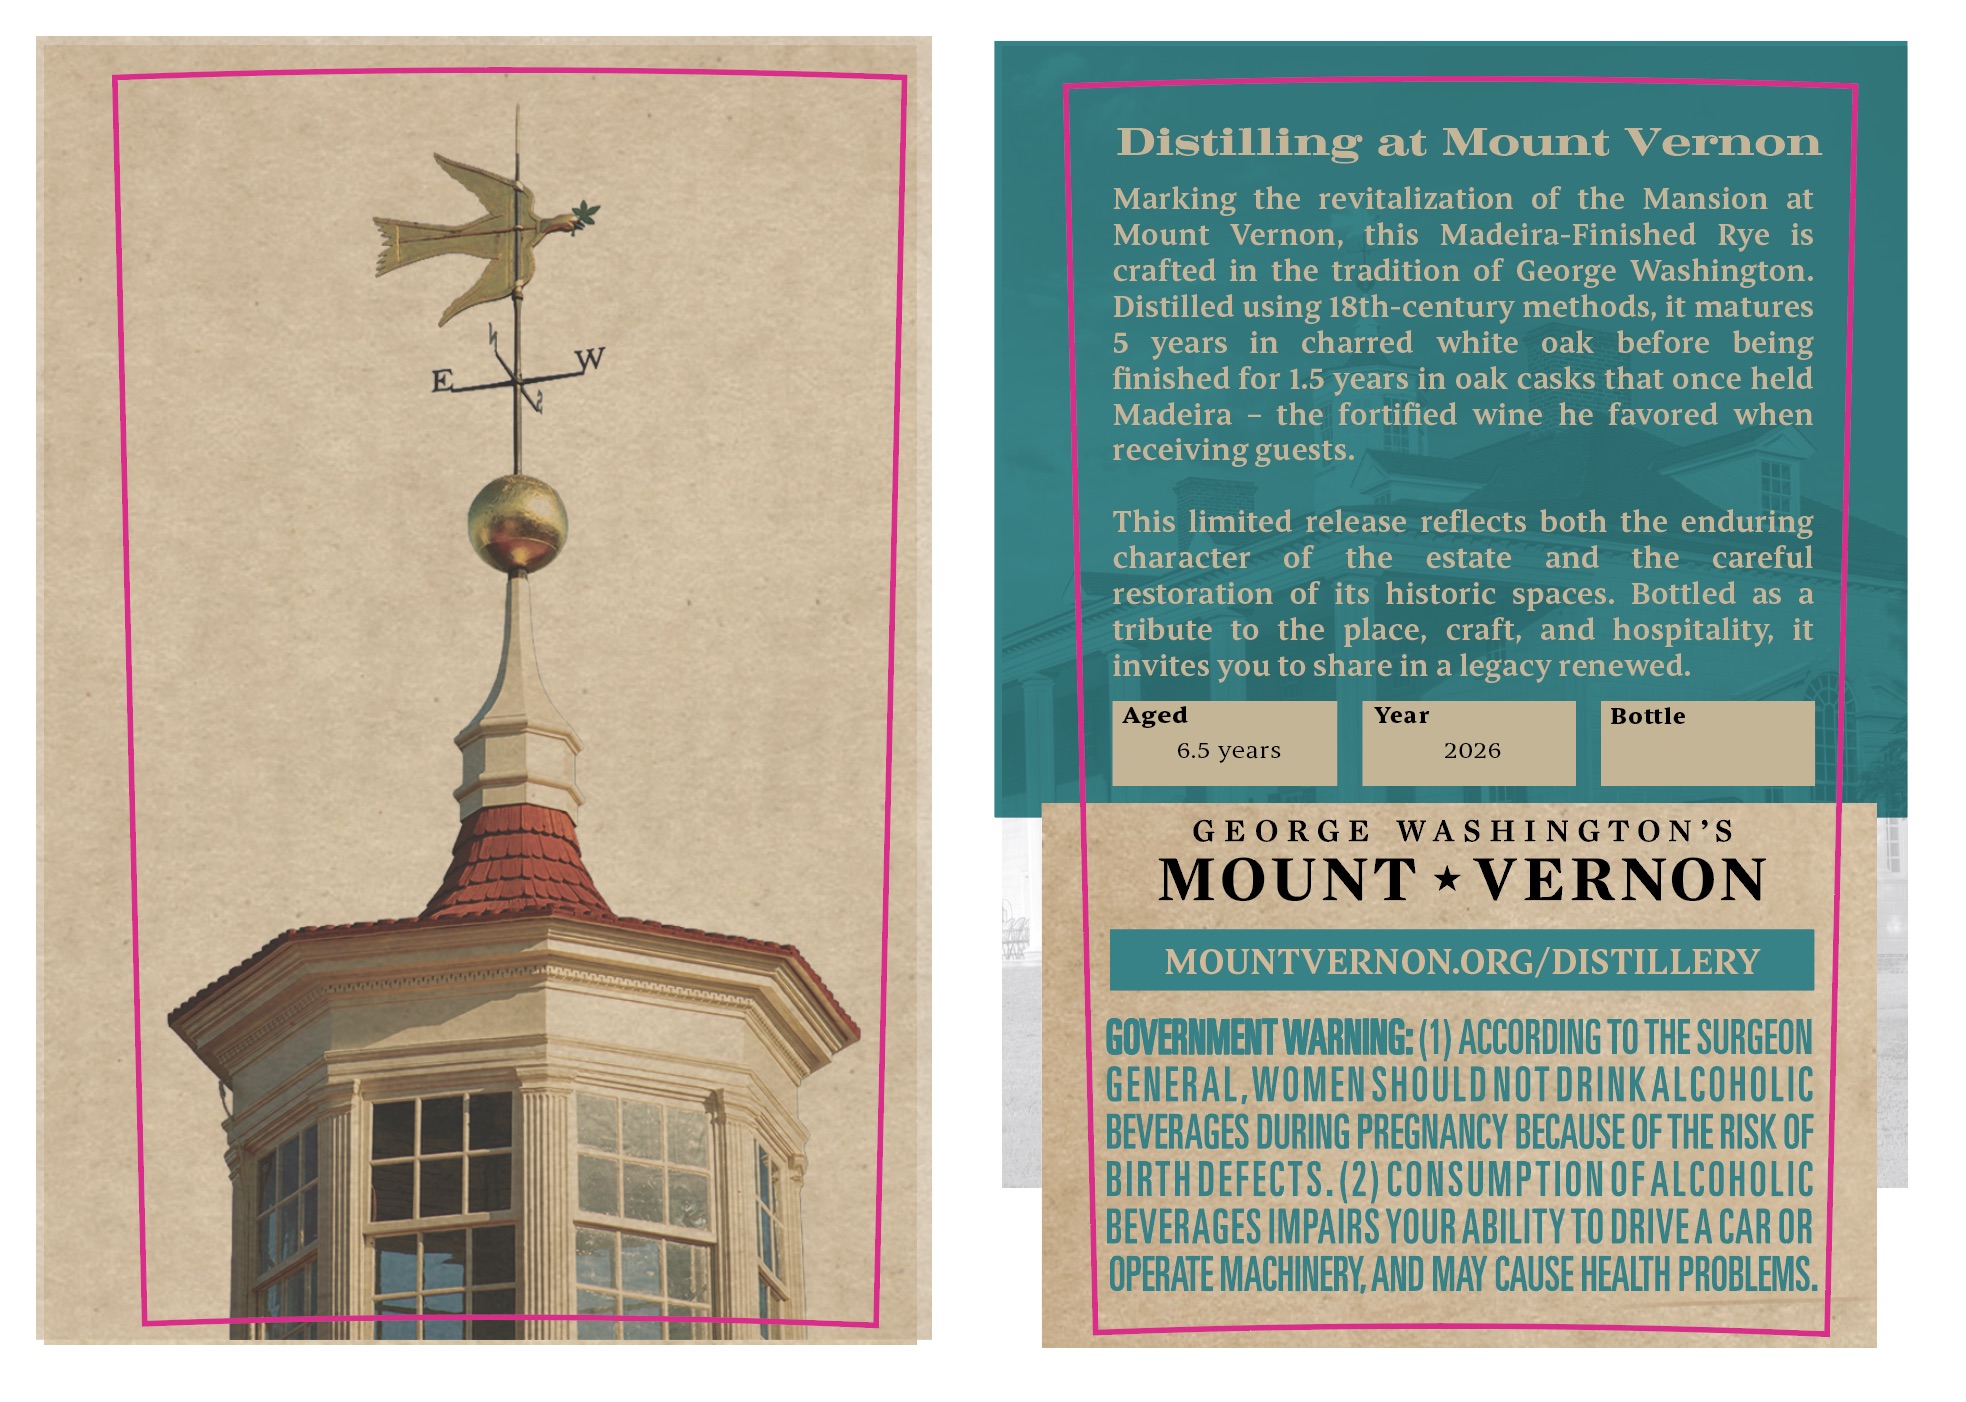 N
E W
S
Distilling at Mount Vernon
Marking the revitalization of the Mansion at
Mount Vernon, this Madeira-Finished Rye is
crafted in the tradition of George Washington.
Distilled using 18th-century methods, it matures
5 years in charred white oak before being
finished for 1.5 years in oak casks that once held
Madeira – the fortified wine he favored when
receiving guests.
This limited release reflects both the enduring
character of the estate and the careful
restoration of its historic spaces. Bottled as a
tribute to the place, craft, and hospitality, it
invites you to share in a legacy renewed.
Aged Year Bottle
6.5 years 2026
GEORGE WASHINGTON’S
MOUNT ★ VERNON
MOUNTVERNON.ORG/DISTILLERY
GOVERNMENT WARNING: (1) ACCORDING TO THE SURGEON
GENERAL, WOMEN SHOULD NOT DRINK ALCOHOLIC
BEVERAGES DURING PREGNANCY BECAUSE OF THE RISK OF
BIRTH DEFECTS. (2) CONSUMPTION OF ALCOHOLIC
BEVERAGES IMPAIRS YOUR ABILITY TO DRIVE A CAR OR
OPERATE MACHINERY, AND MAY CAUSE HEALTH PROBLEMS.